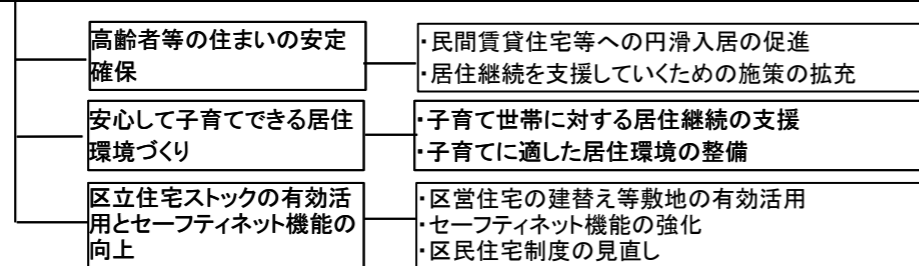 高齢者等の住まいの安定
確保
・民間賃貸住宅等への円滑入居の促進
・居住継続を支援していくための施策の拡充
安心して子育てできる居住
環境づくり
・子育て世帯に対する居住継続の支援
・子育てに適した居住環境の整備
区立住宅ストックの有効活
用とセーフティネット機能の
向上
・区営住宅の建替え等敷地の有効活用
・セーフティネット機能の強化
・区民住宅制度の見直し